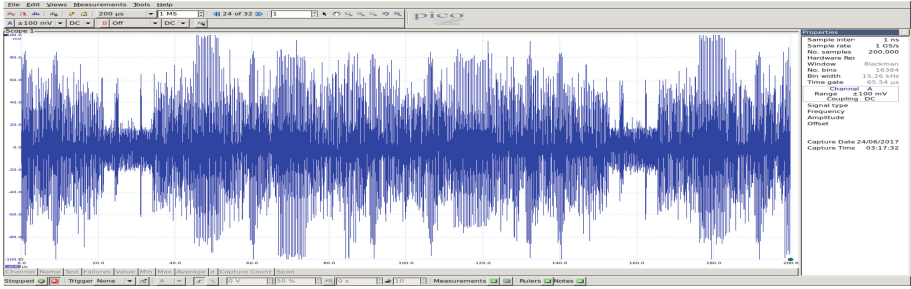 File Edit Views Measurements Tools Help
200 µs 1 MS 24 of 32 1
pico
A ±100 mV DC B Off DC
Scope 1
100.0
mV
80.0
60.0
40.0
20.0
0.0
-20.0
-40.0
-60.0
-80.0
-100.0
0.0 20.0 40.0 60.0 80.0 100.0 120.0 140.0 160.0 180.0 200.0
Properties
Sample inter 1 ns
Sample rate 1 GS/s
No. samples 200,000
Hardware Res
Window Blackman
No. bins 16384
Bin width 15.26 kHz
Time gate 65.54 µs
Channel A
Range ±100 mV
Coupling DC
Signal type
Frequency
Amplitude
Offset
Capture Date 24/06/2017
Capture Time 03:17:32
Channel Name Test Failures Value Min Max Average σ Capture Count Span
Stopped Trigger None A 0 V 50 % 0 s 10 Measurements Rulers Notes